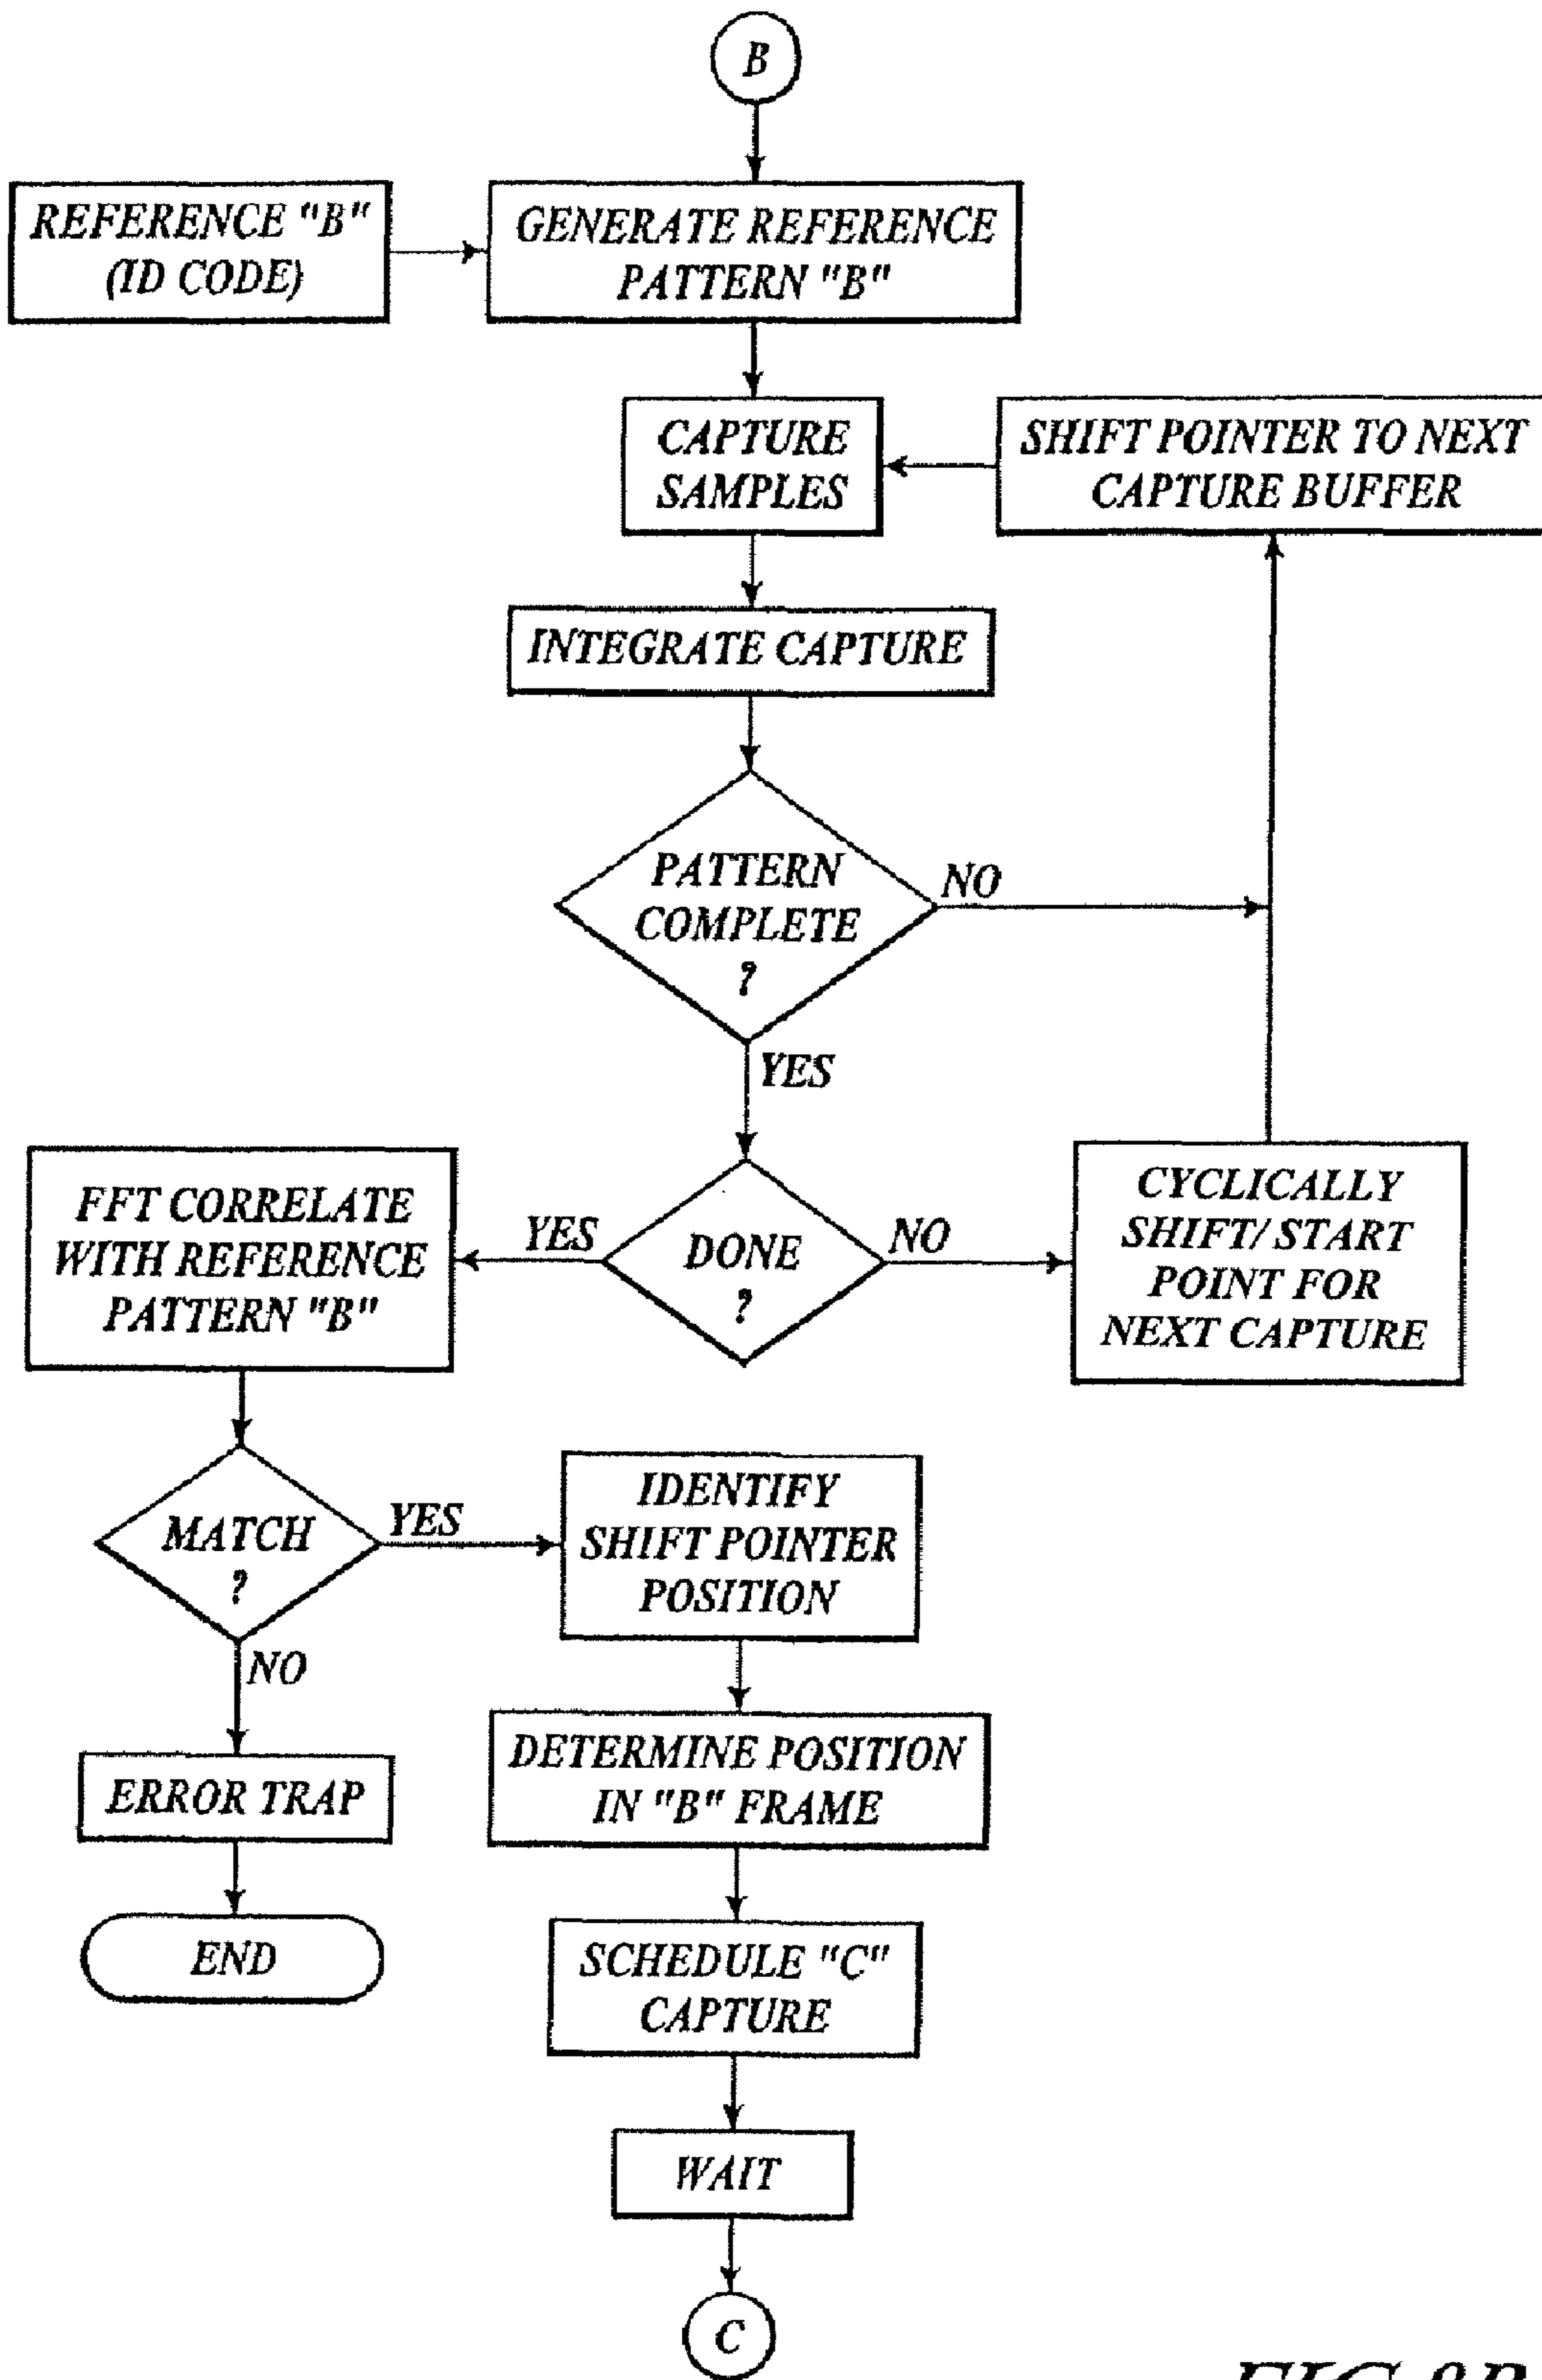 B
REFERENCE "B"
(ID CODE)
GENERATE REFERENCE
PATTERN "B"
CAPTURE
SAMPLES
SHIFT POINTER TO NEXT
CAPTURE BUFFER
INTEGRATE CAPTURE
PATTERN
COMPLETE
?
NO
YES
FFT CORRELATE
WITH REFERENCE
PATTERN "B"
YES
DONE
?
NO
CYCLICALLY
SHIFT/ START
POINT FOR
NEXT CAPTURE
MATCH
?
YES
NO
IDENTIFY
SHIFT POINTER
POSITION
ERROR TRAP
END
DETERMINE POSITION
IN "B" FRAME
SCHEDULE "C"
CAPTURE
WAIT
C